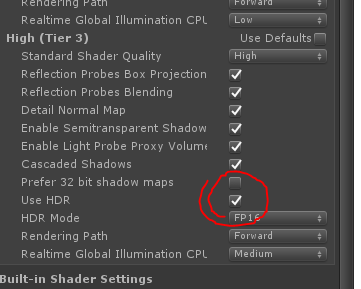 Rendering Path Forward
Realtime Global Illumination CPU Low
High (Tier 3) Use Defaults
Standard Shader Quality High
Reflection Probes Box Projection
Reflection Probes Blending
Detail Normal Map
Enable Semitransparent Shadow
Enable Light Probe Proxy Volume
Cascaded Shadows
Prefer 32 bit shadow maps
Use HDR
HDR Mode FP16
Rendering Path Forward
Realtime Global Illumination CPU Medium
Built-in Shader Settings